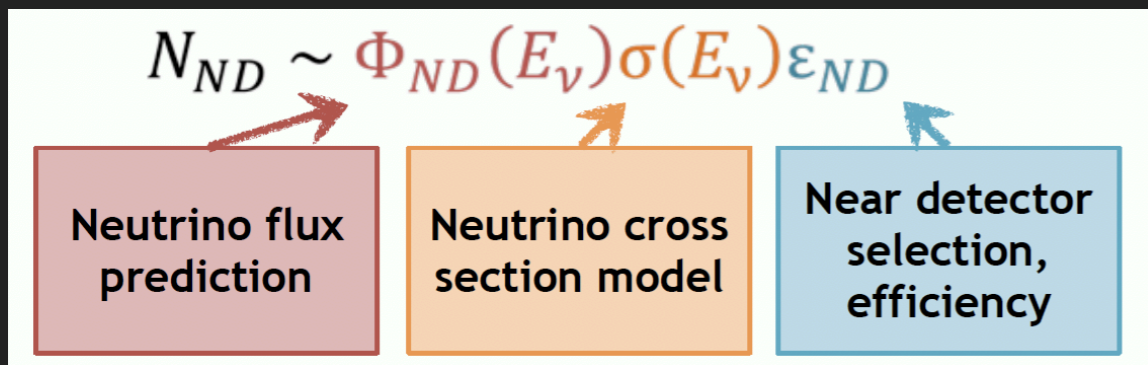 N_ND ~ Φ_ND(E_ν)σ(E_ν)ε_ND
Neutrino flux
prediction
Neutrino cross
section model
Near detector
selection,
efficiency